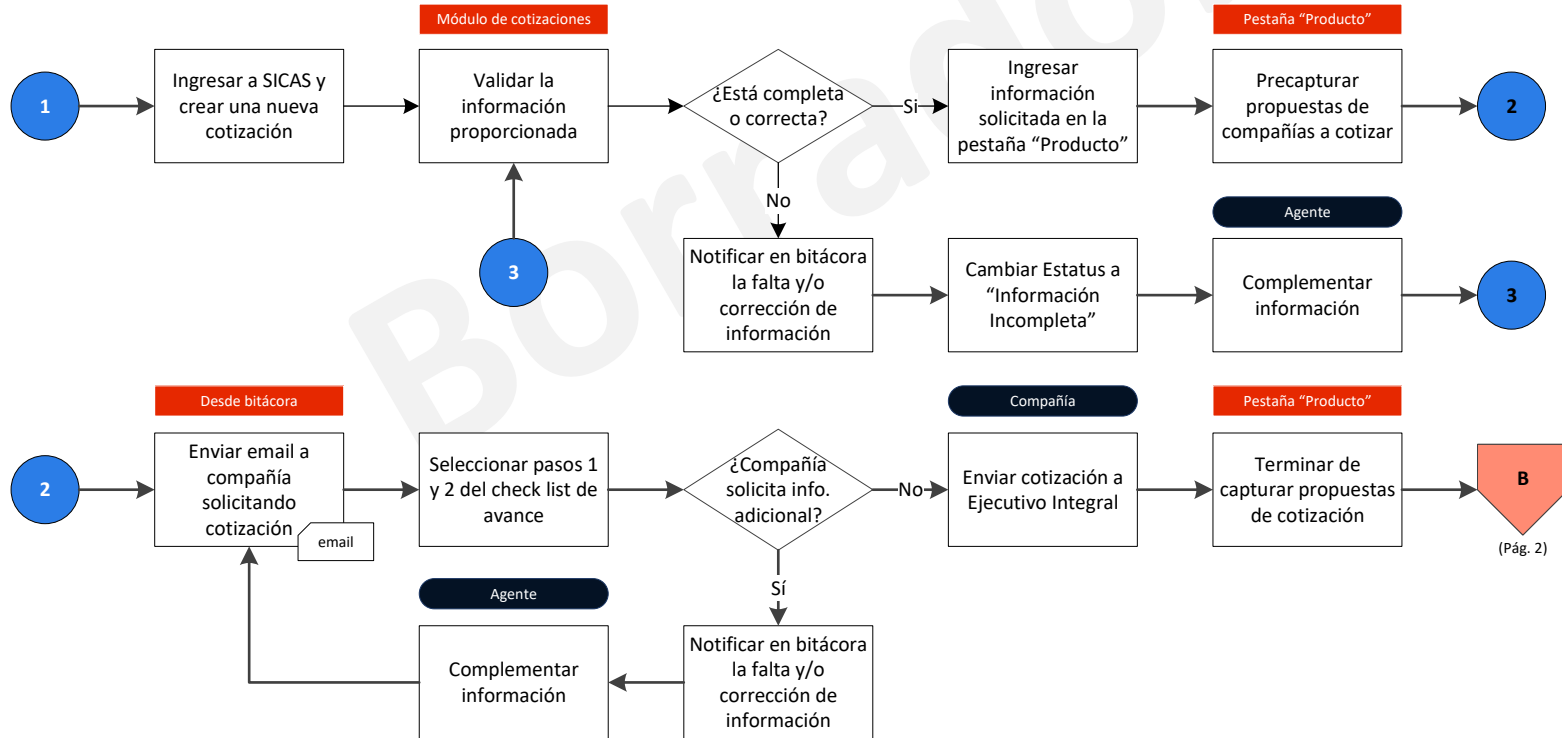 Módulo de cotizaciones
Pestaña “Producto”
1
Ingresar a SICAS y
crear una nueva
cotización
Validar la
información
proporcionada
¿Está completa
o correcta?
Si
Ingresar
información
solicitada en la
pestaña “Producto”
Precapturar
propuestas de
compañías a cotizar
2
No
Agente
3
Notificar en bitácora
la falta y/o
corrección de
información
Cambiar Estatus a
“Información
Incompleta”
Complementar
información
3
Borrador
Desde bitácora
Compañía
Pestaña “Producto”
2
Enviar email a
compañía
solicitando
cotización
email
Seleccionar pasos 1
y 2 del check list de
avance
¿Compañía
solicita info.
adicional?
No
Enviar cotización a
Ejecutivo Integral
Terminar de
capturar propuestas
de cotización
B
(Pág. 2)
Sí
Agente
Complementar
información
Notificar en bitácora
la falta y/o
corrección de
información